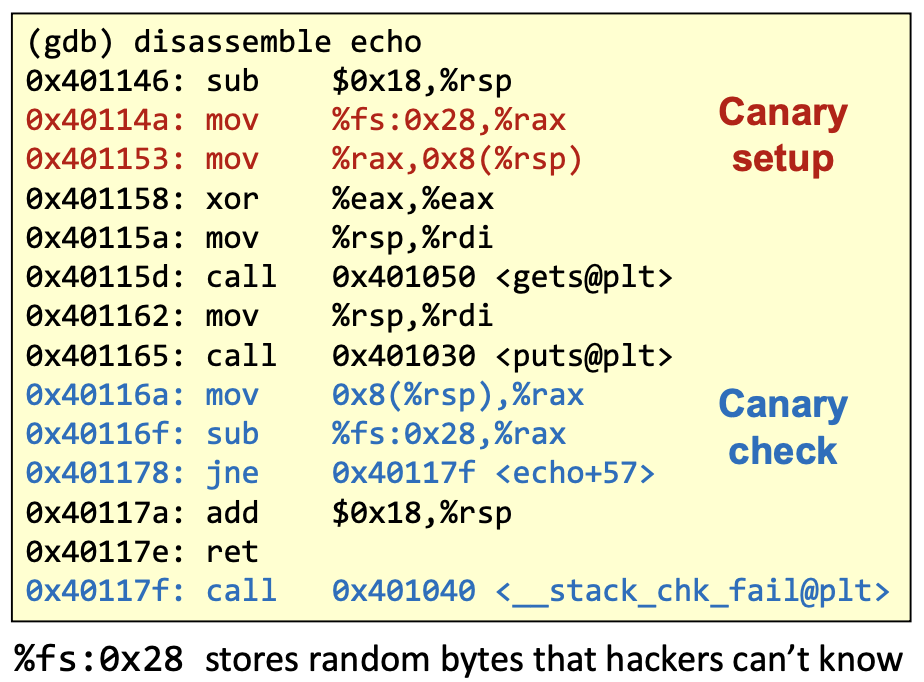 (gdb) disassemble echo
0x401146: sub $0x18,%rsp
0x40114a: mov %fs:0x28,%rax
0x401153: mov %rax,0x8(%rsp)
Canary
setup
0x401158: xor %eax,%eax
0x40115a: mov %rsp,%rdi
0x40115d: call 0x401050 <gets@plt>
0x401162: mov %rsp,%rdi
0x401165: call 0x401030 <puts@plt>
0x40116a: mov 0x8(%rsp),%rax
0x40116f: sub %fs:0x28,%rax
0x401178: jne 0x40117f <echo+57>
Canary
check
0x40117a: add $0x18,%rsp
0x40117e: ret
0x40117f: call 0x401040 <__stack_chk_fail@plt>
%fs:0x28 stores random bytes that hackers can’t know